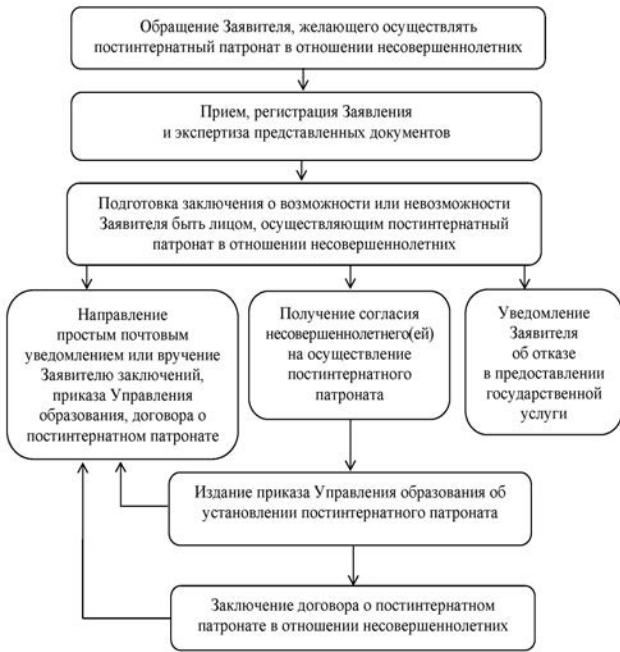 Обращение Заявителя, желающего осуществлять
постинтернатный патронат в отношении несовершеннолетних
Прием, регистрация Заявления
и экспертиза представленных документов
Подготовка заключения о возможности или невозможности
Заявителя быть лицом, осуществляющим постинтернатный
патронат в отношении несовершеннолетних
Направление
простым почтовым
уведомлением или вручение
Заявителю заключений,
приказа Управления
образования, договора о
постинтернатном патронате
Получение согласия
несовершеннолетнего(ей)
на осуществление
постинтернатного
патроната
Уведомление
Заявителя
об отказе
в предоставлении
государственной
услуги
Издание приказа Управления образования об
установлении постинтернатного патроната
Заключение договора о постинтернатном
патронате в отношении несовершеннолетних